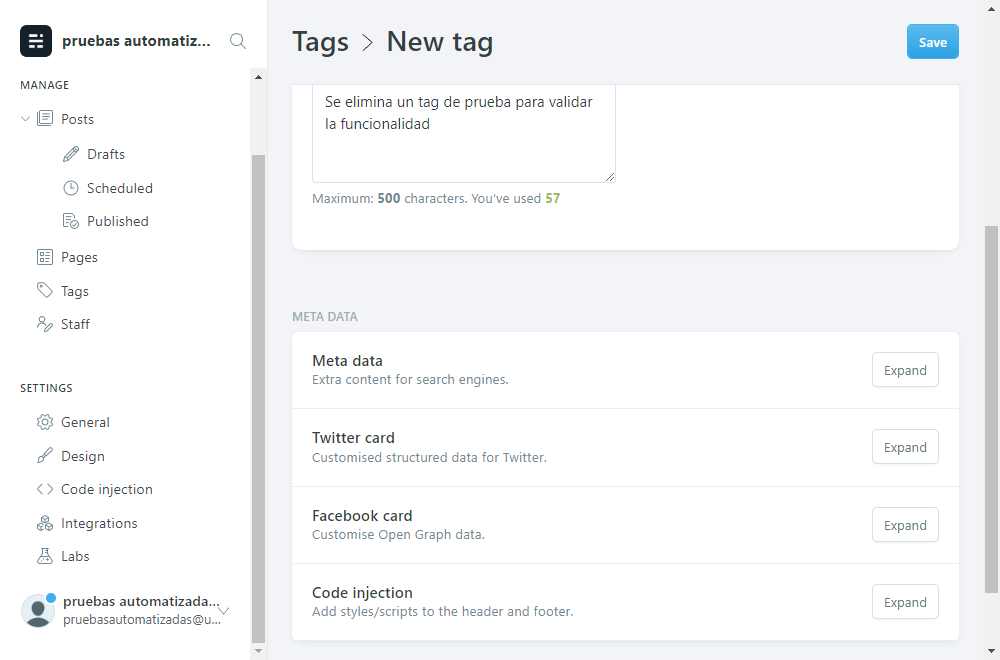 pruebas automatiz...
MANAGE
Posts
Drafts
Scheduled
Published
Pages
Tags
Staff
SETTINGS
General
Design
Code injection
Integrations
Labs
pruebas automatizada...
pruebasautomatizadas@u...
Tags > New tag
Save
Se elimina un tag de prueba para validar
la funcionalidad
Maximum: 500 characters. You've used 57
META DATA
Meta data
Extra content for search engines.
Expand
Twitter card
Customised structured data for Twitter.
Expand
Facebook card
Customise Open Graph data.
Expand
Code injection
Add styles/scripts to the header and footer.
Expand